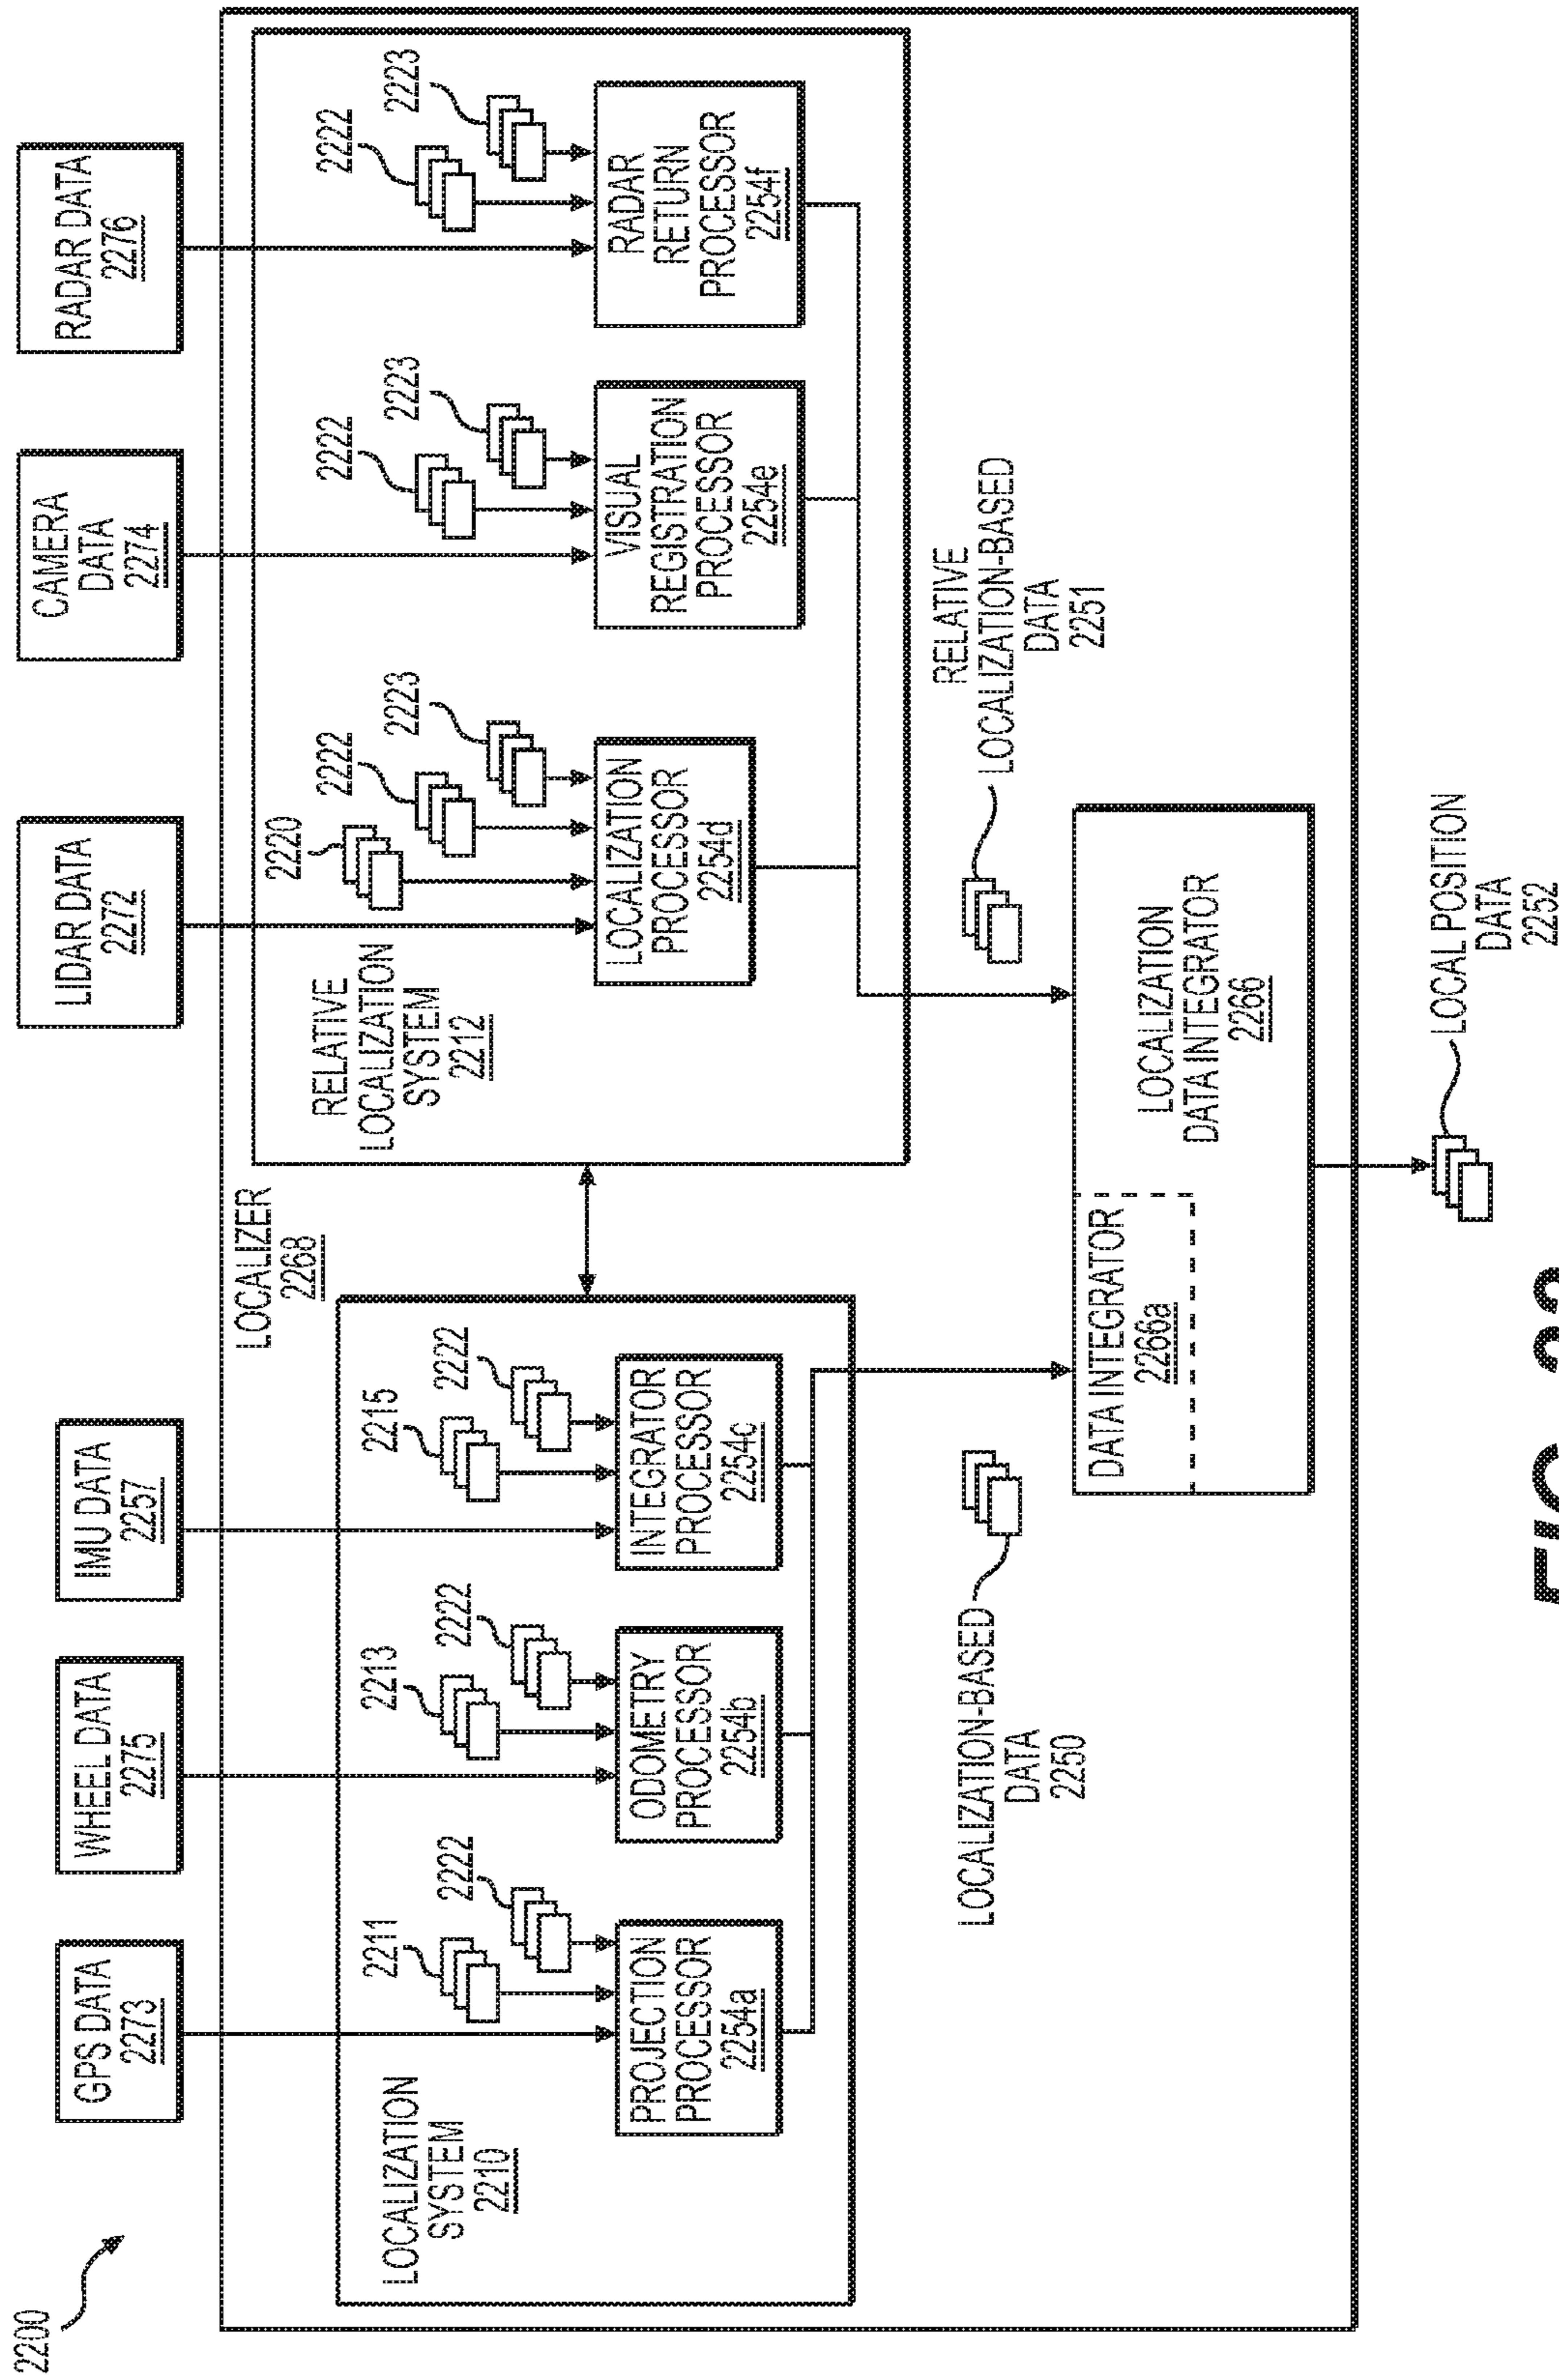 2200
GPS DATA
2273
WHEEL DATA
2275
IMU DATA
2257
LIDAR DATA
2272
CAMERA
DATA
2274
RADAR DATA
2276
LOCALIZER
2268
LOCALIZATION
SYSTEM
2210
2211
2222
2213
2222
2215
2222
PROJECTION
PROCESSOR
2254a
ODOMETRY
PROCESSOR
2254b
INTEGRATOR
PROCESSOR
2254c
RELATIVE
LOCALIZATION
SYSTEM
2212
2220
2222
2223
2222
2223
2222
2223
LOCALIZATION
PROCESSOR
2254d
VISUAL
REGISTRATION
PROCESSOR
2254e
RADAR
RETURN
PROCESSOR
2254f
LOCALIZATION-BASED
DATA
2250
RELATIVE
LOCALIZATION-BASED
DATA
2251
DATA INTEGRATOR
2266a
LOCALIZATION
DATA INTEGRATOR
2266
LOCAL POSITION
DATA
2252